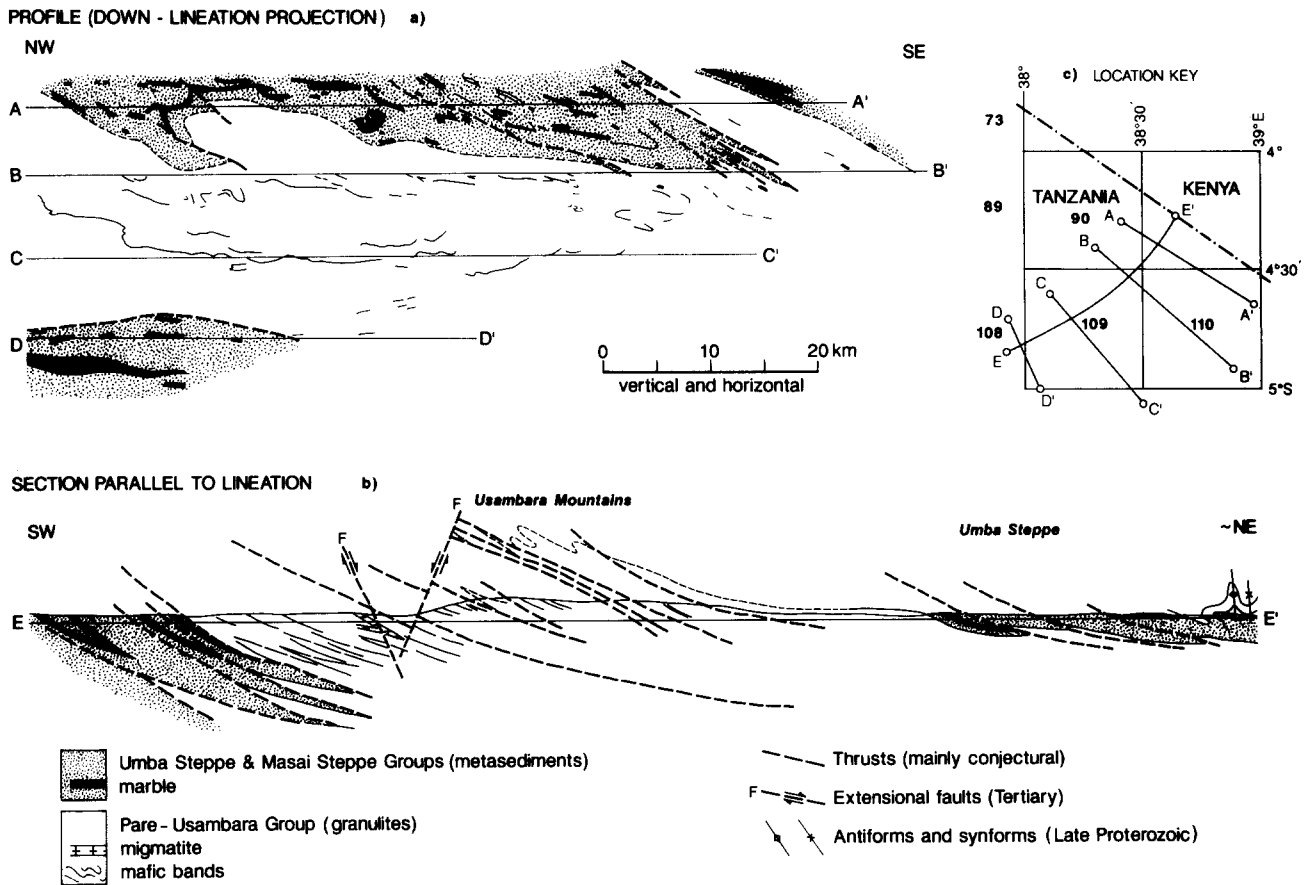 PROFILE (DOWN - LINEATION PROJECTION) a)
NW
SE
A
A'
B
B'
C
C'
D
D'
0 10 20 km
vertical and horizontal
c) LOCATION KEY
38°
38° 30'
39° E
73
4°
89
TANZANIA
KENYA
90
A
E'
B
4° 30'
C
D
A'
108
109
110
E
B'
D'
C'
5° S
SECTION PARALLEL TO LINEATION b)
SW
F
F
Usambara Mountains
Umba Steppe
~NE
E
E'
Umba Steppe & Masai Steppe Groups (metasediments)
marble
Pare - Usambara Group (granulites)
migmatite
mafic bands
Thrusts (mainly conjectural)
F
Extensional faults (Tertiary)
Antiforms and synforms (Late Proterozoic)